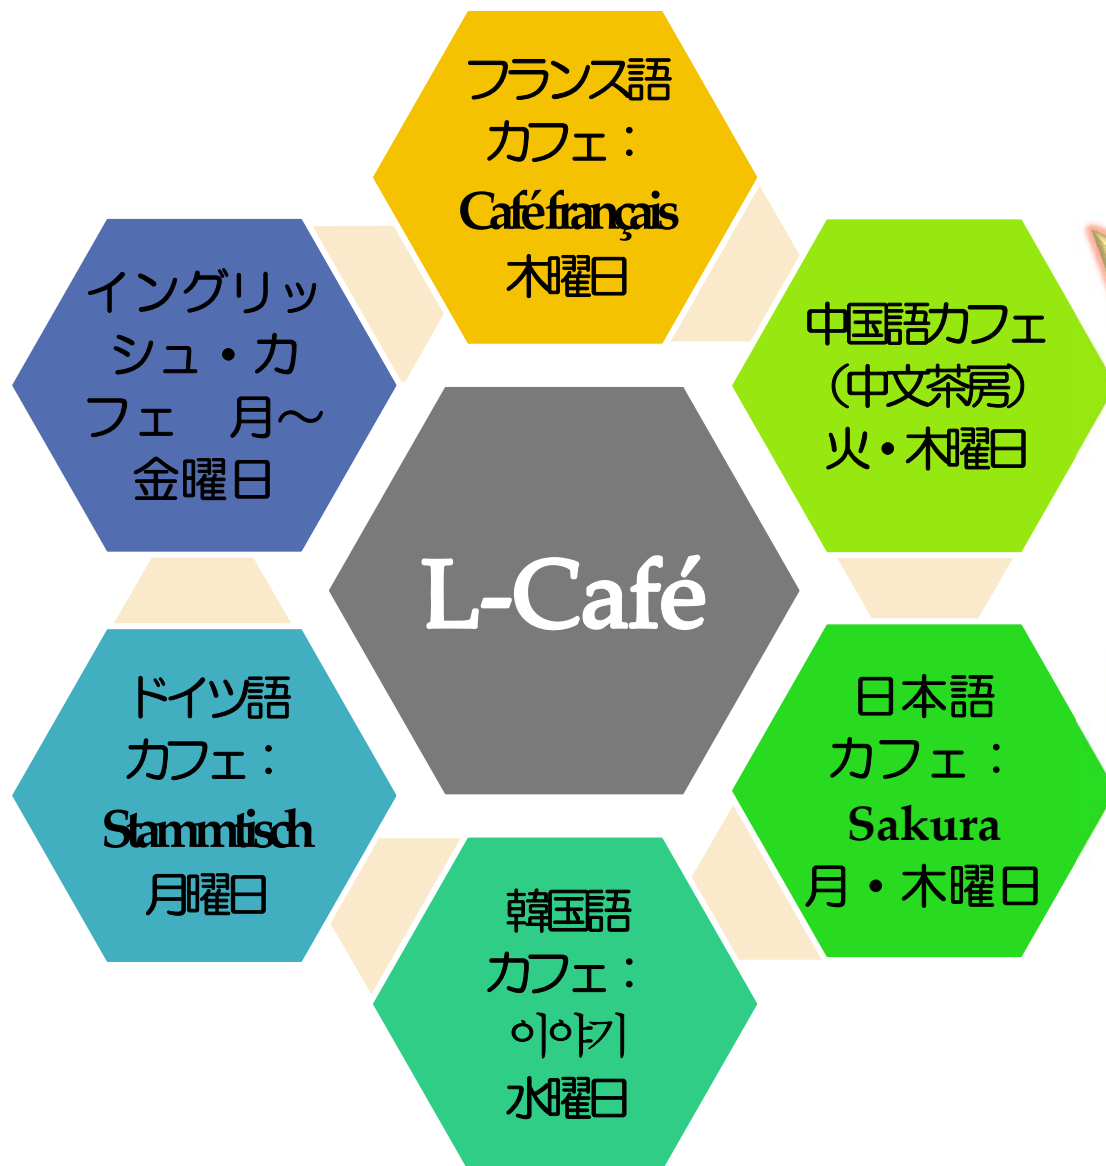 フランス語
カフェ：
Café français
木曜日
イングリッ
シュ・カ
フェ　月～
金曜日
中国語カフェ
（中文茶房）
火・木曜日
L-Café
ドイツ語
カフェ：
Stammtisch
月曜日
日本語
カフェ：
Sakura
月・木曜日
韓国語
カフェ：
이야기
水曜日